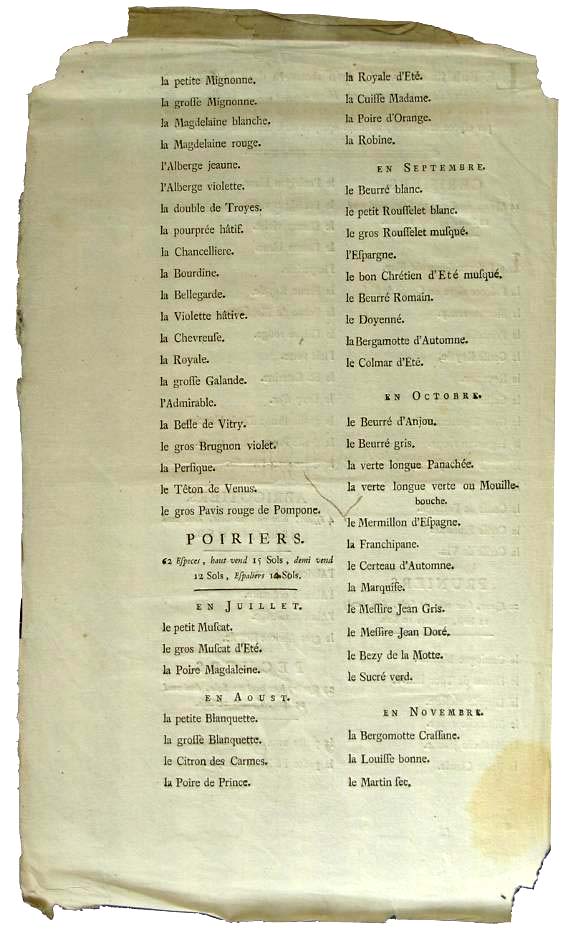 la petite Mignonne.
la groſſe Mignonne.
la Magdelaine blanche.
la Magdelaine rouge.
l'Alberge jeaune.
l'Alberge violette.
la double de Troyes.
la pourprée hâtif.
la Chancelliere.
la Bourdine.
la Bellegarde.
la Violette hâtive.
la Chevreuſe.
la Royale.
la groſſe Galande.
l'Admirable.
la Belle de Vitry.
le gros Brugnon violet.
la Perſique.
le Têton de Venus.
le gros Pavis rouge de Pompone.
POIRIERS.
62 Eſpeces, haut vend 15 Sols, demi vend
12 Sols, Eſpaliers Sols.
EN JUILLET.
le petit Muſcat.
le gros Muſcat d'Eté.
la Poire Magdaleine.
EN AOUST.
la petite Blanquette.
la groſſe Blanquette.
le Citron des Carmes.
la Poire de Prince.
la Royale d'Eté.
la Cuiſſe Madame.
la Poire d'Orange.
la Robine.
EN SEPTEMBRE.
le Beurré blanc.
le petit Rouſſelet blanc.
le gros Rouſſelet muſqué.
l'Eſpargne.
le bon Chrétien d'Eté muſqué.
le Beurré Romain.
le Doyenné.
la Bergamotte d'Automne.
le Colmar d'Eté.
EN OCTOBRE.
le Beurré d'Anjou.
le Beurré gris.
la verte longue Panachée.
la verte longue verte ou Mouille-
bouche.
le Mermillon d'Eſpagne.
la Franchipane.
le Certeau d'Automne.
la Marquiſe.
le Meſſire Jean Gris.
le Meſſire Jean Doré.
le Bezy de la Motte.
le Sucré verd.
EN NOVEMBRE.
la Bergomotte Craſſane.
la Louiſſe bonne.
le Martin ſec.